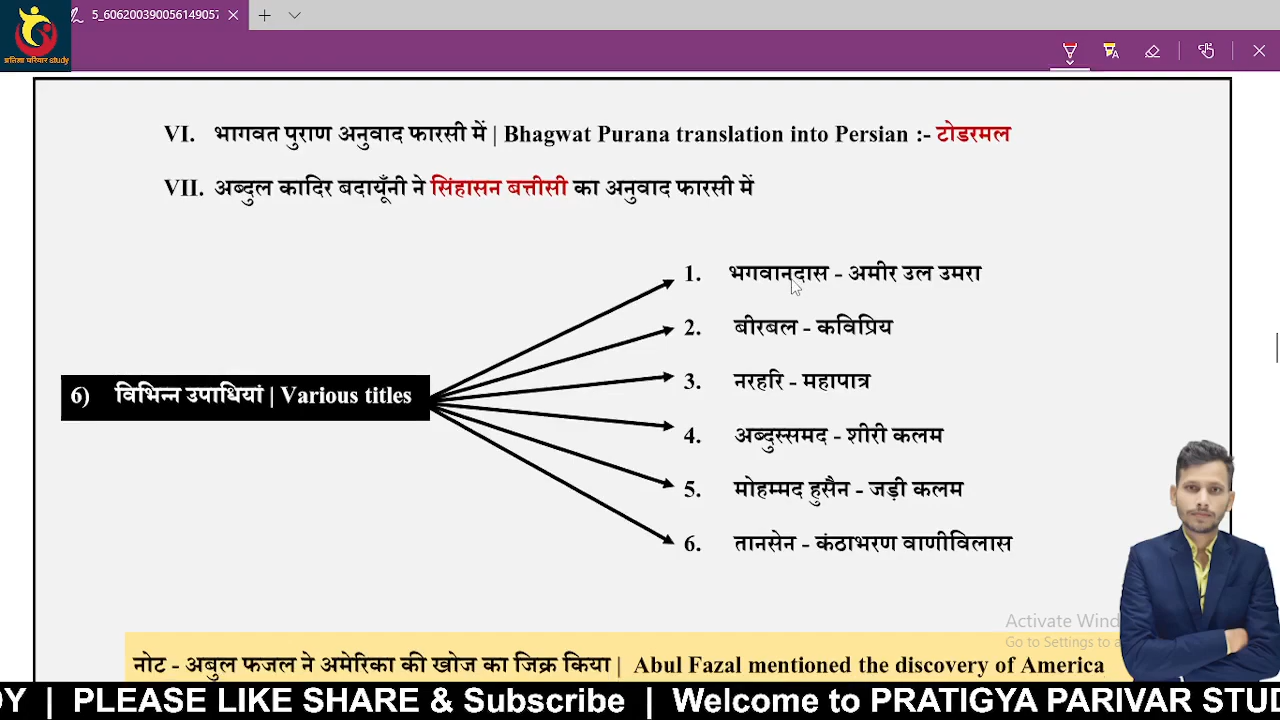 5_606200390056149057
प्रतिज्ञा परिवार study
VI. भागवत पुराण अनुवाद फारसी में | Bhagwat Purana translation into Persian :- टोडरमल
VII. अब्दुल कादिर बदायूँनी ने सिंहासन बत्तीसी का अनुवाद फारसी में
1. भगवानदास - अमीर उल उमरा
2. बीरबल - कविप्रिय
3. नरहरि - महापात्र
6) विभिन्न उपाधियां | Various titles
4. अब्दुस्समद - शीरी कलम
5. मोहम्मद हुसैन - जड़ी कलम
6. तानसेन - कंठाभरण वाणीविलास
Activate Wind
Go to Settings to a
नोट - अबुल फजल ने अमेरिका की खोज का जिक्र किया | Abul Fazal mentioned the discovery of America
DY | PLEASE LIKE SHARE & Subscribe | Welcome to PRATIGYA PARIVAR STUD